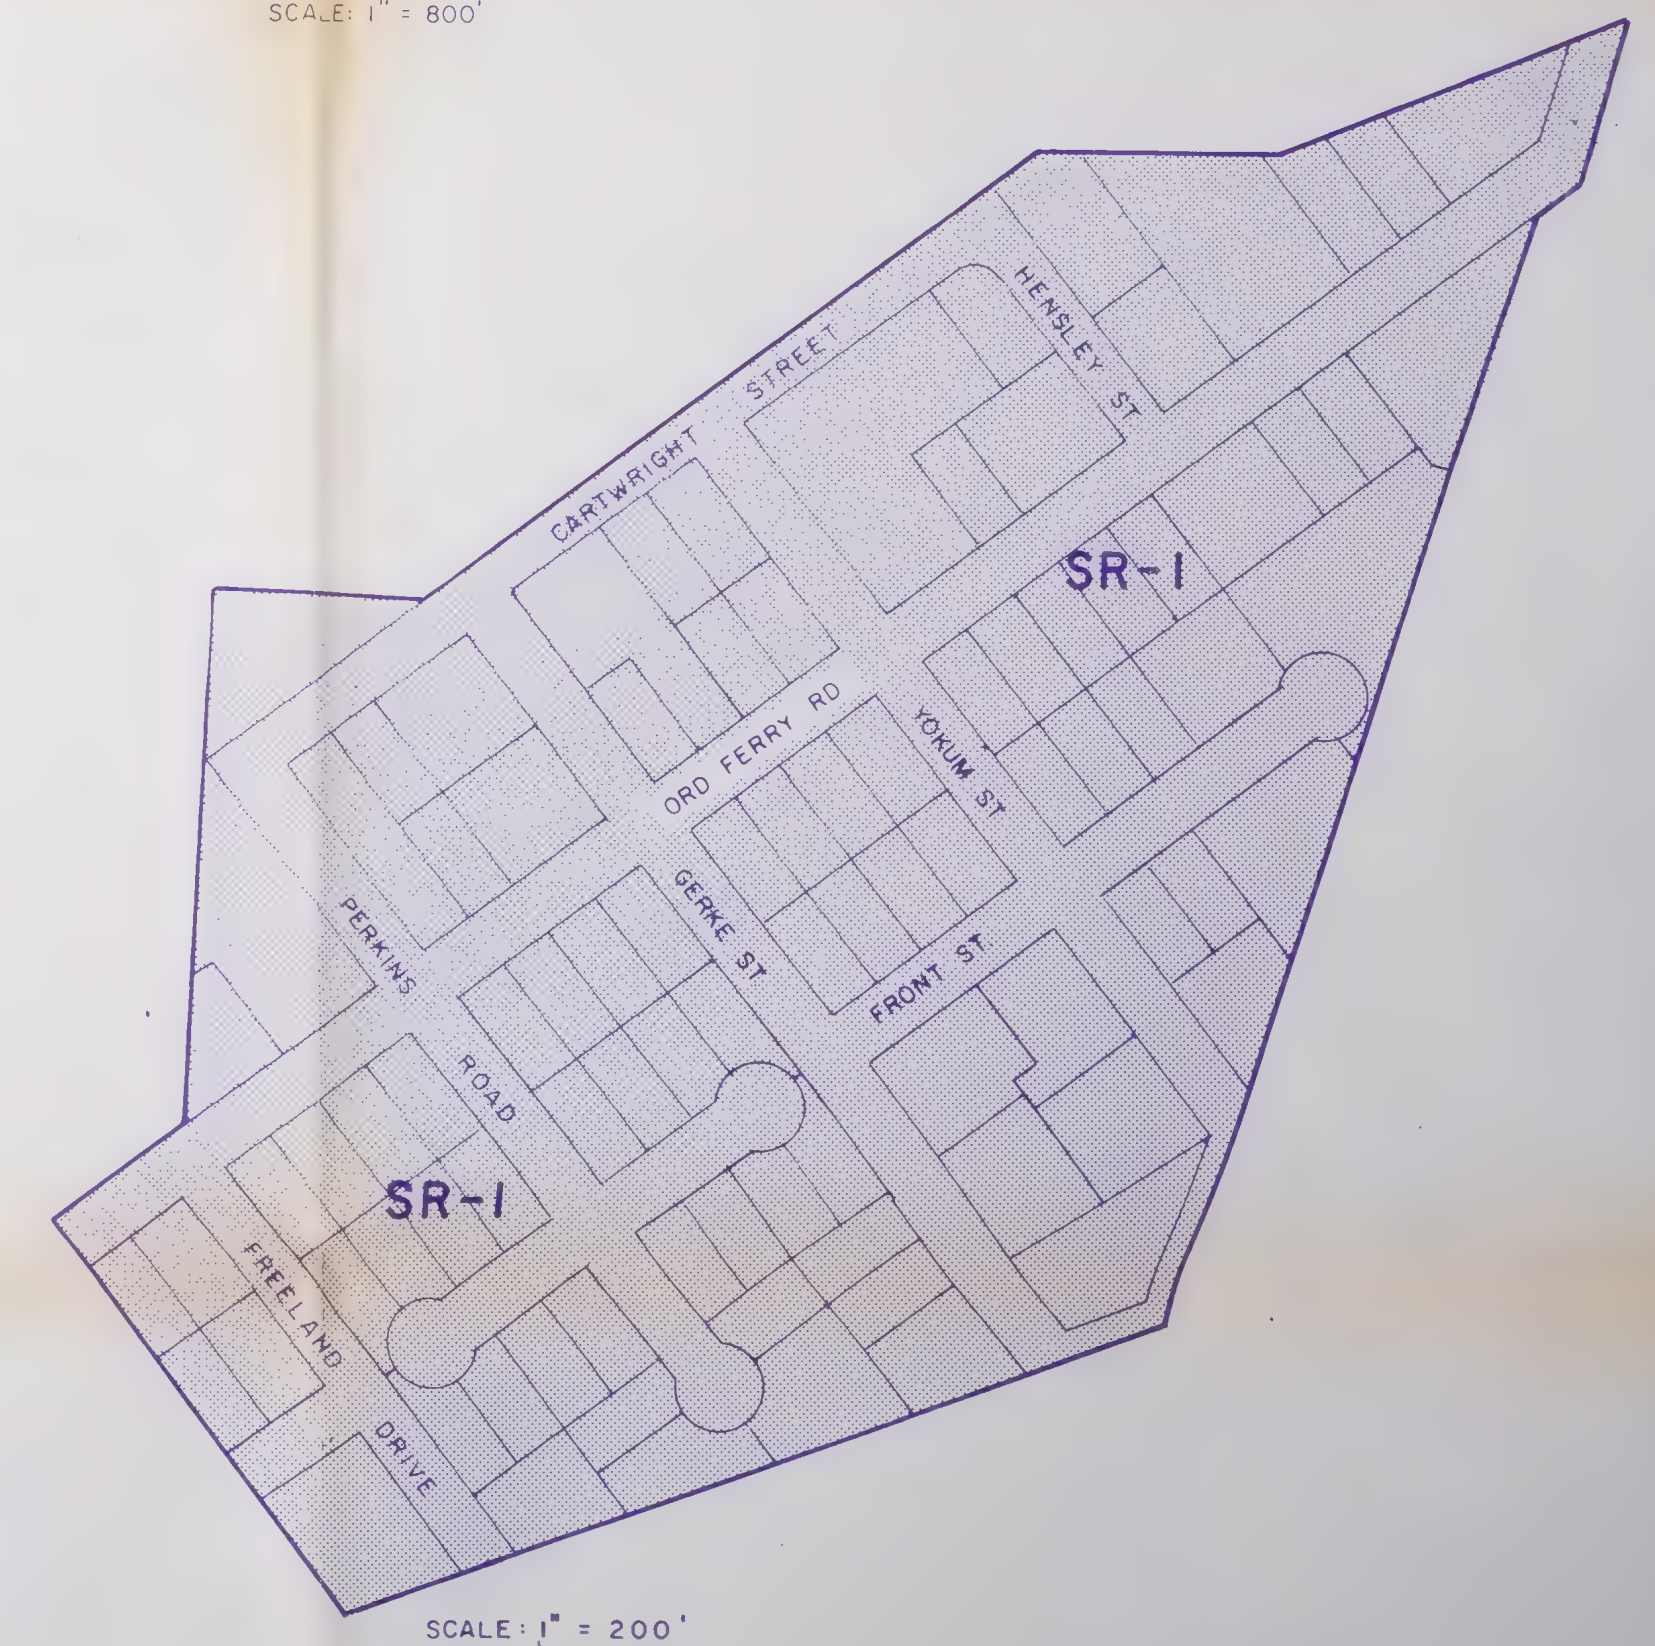 SCALE: 1" = 800'
HENSLEY ST
CARTWRIGHT STREET
SR-1
ORD FERRY RD
YOKUM ST
GERKE ST
PERKINS ROAD
FRONT ST
SR-1
FREELAND DRIVE
SCALE: 1" = 200'